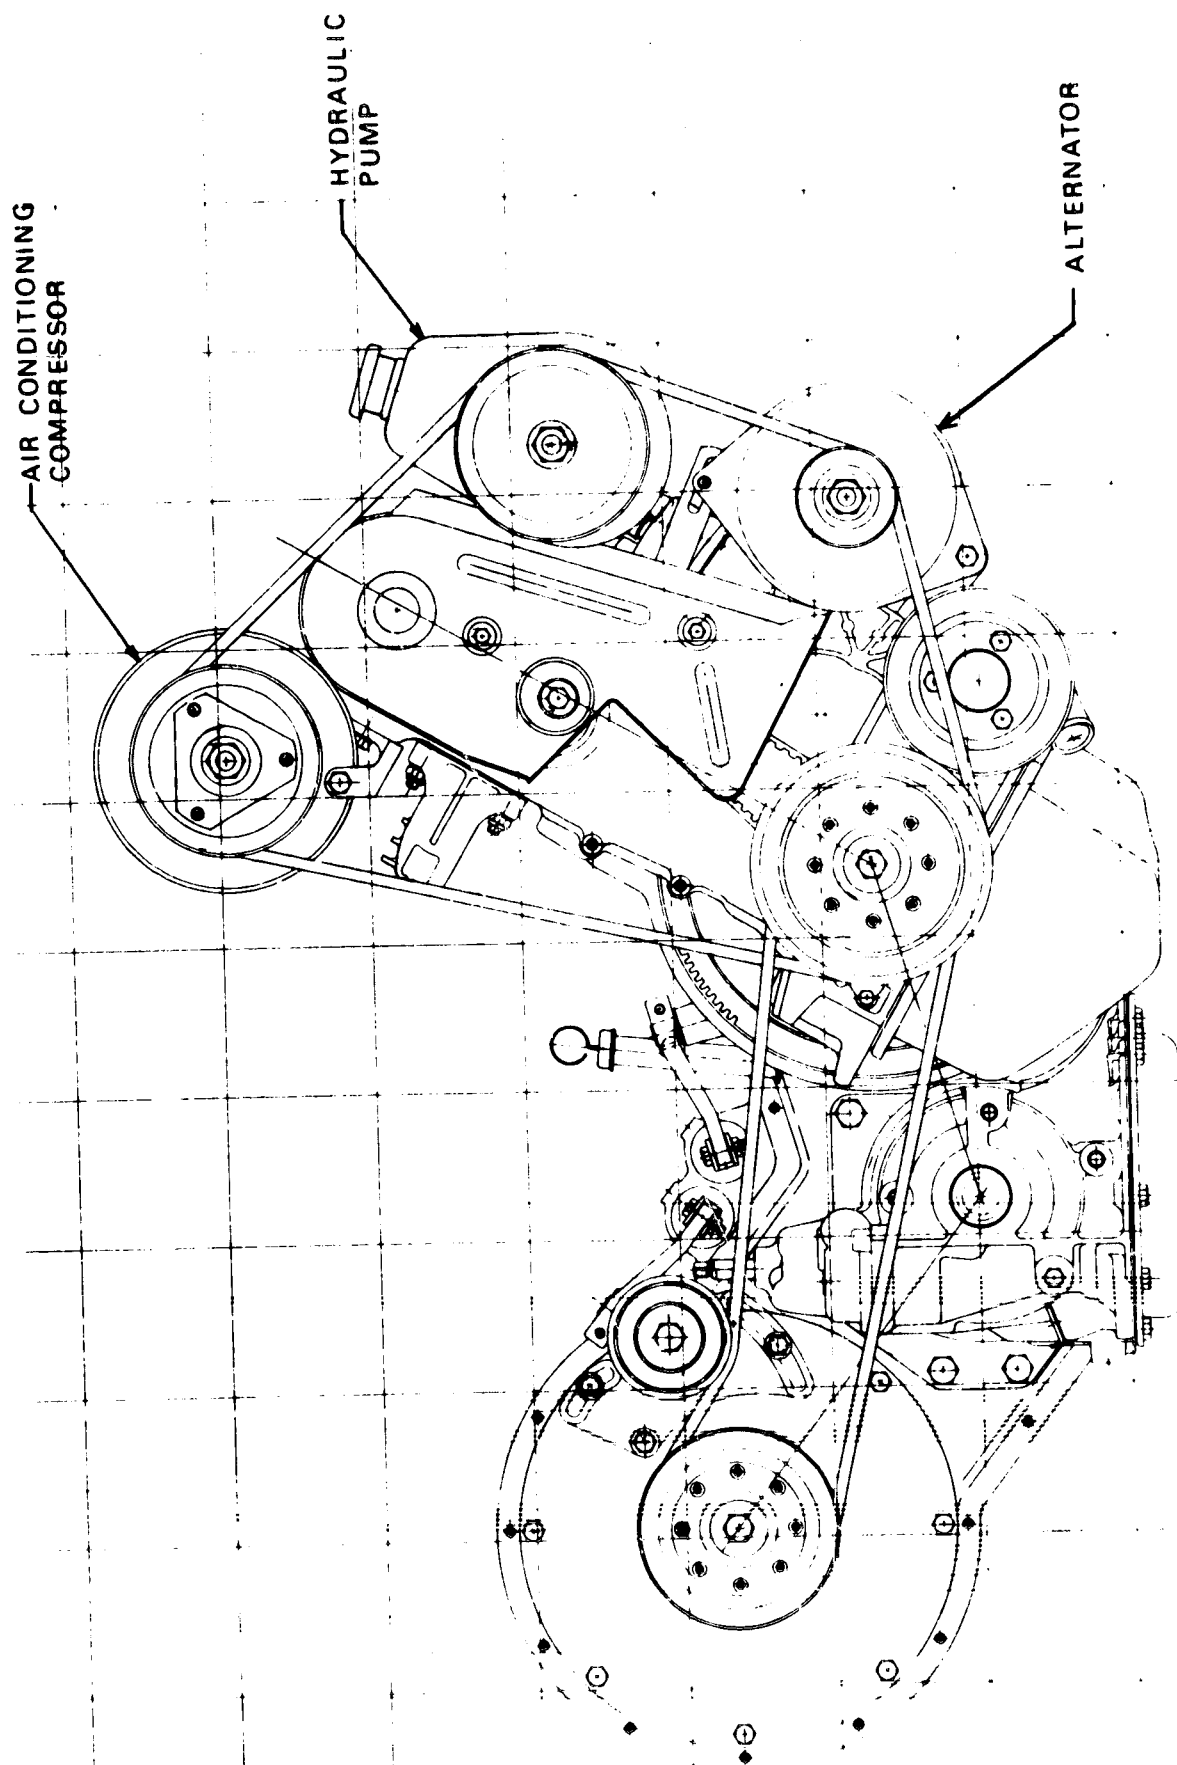 AIR CONDITIONING
COMPRESSOR
HYDRAULIC
PUMP
ALTERNATOR